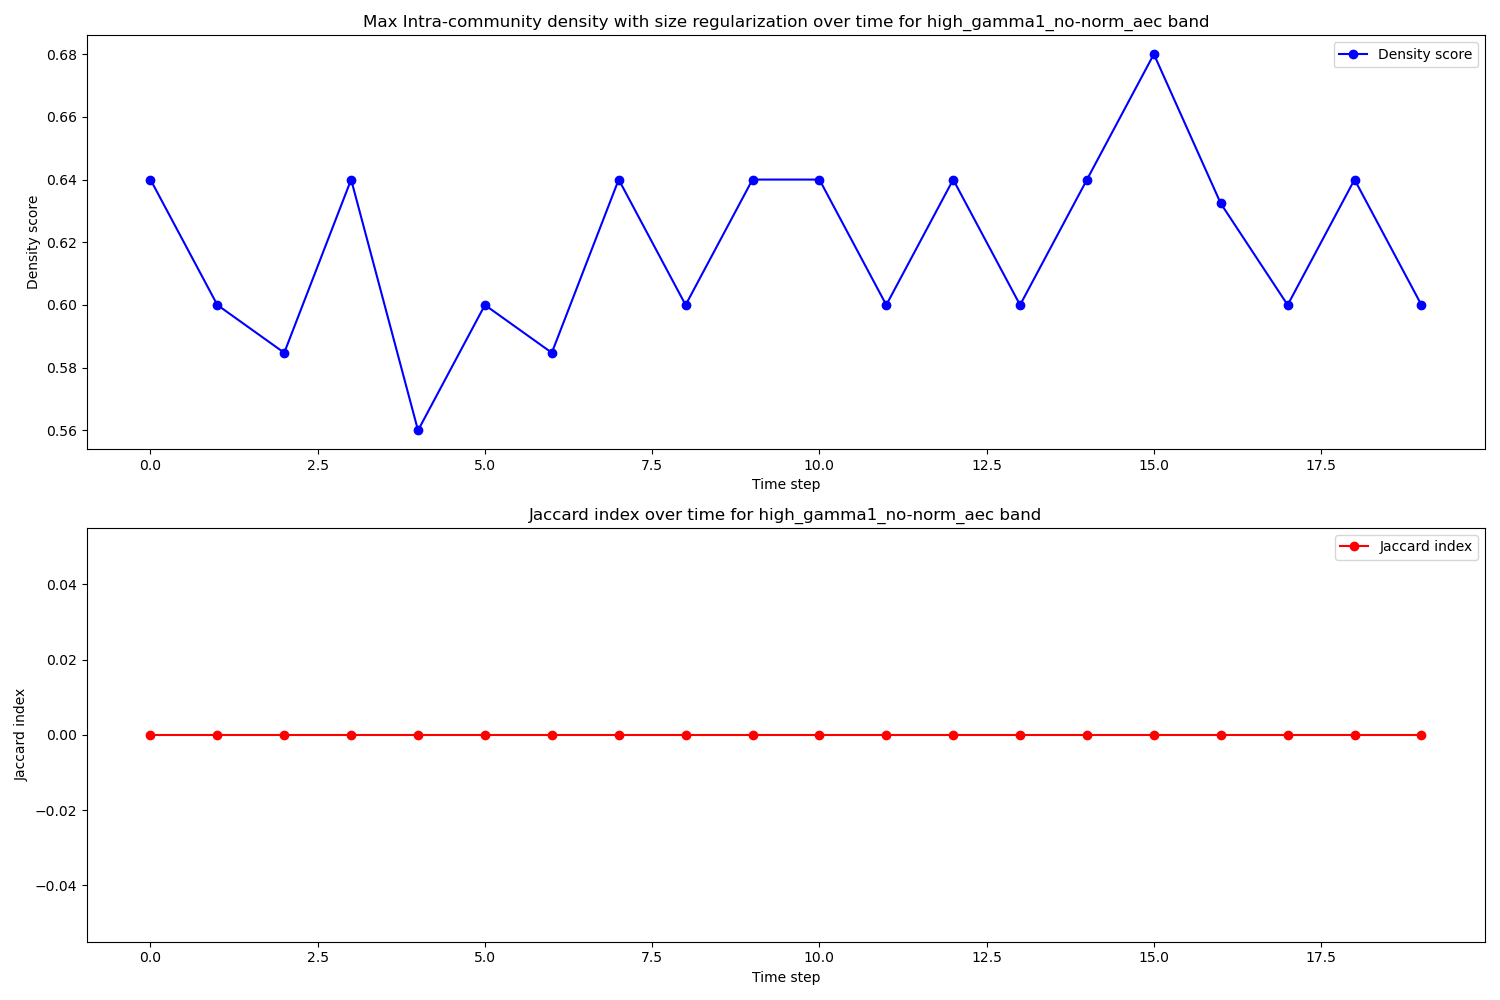 Max Intra-community density with size regularization over time for high_gamma1_no-norm_aec band
Density score
0.68
0.66
0.64
0.62
0.60
0.58
0.56
Density score
0.0 2.5 5.0 7.5 10.0 12.5 15.0 17.5
Time step
Jaccard index over time for high_gamma1_no-norm_aec band
Jaccard index
0.04
0.02
0.00
−0.02
−0.04
Jaccard index
0.0 2.5 5.0 7.5 10.0 12.5 15.0 17.5
Time step